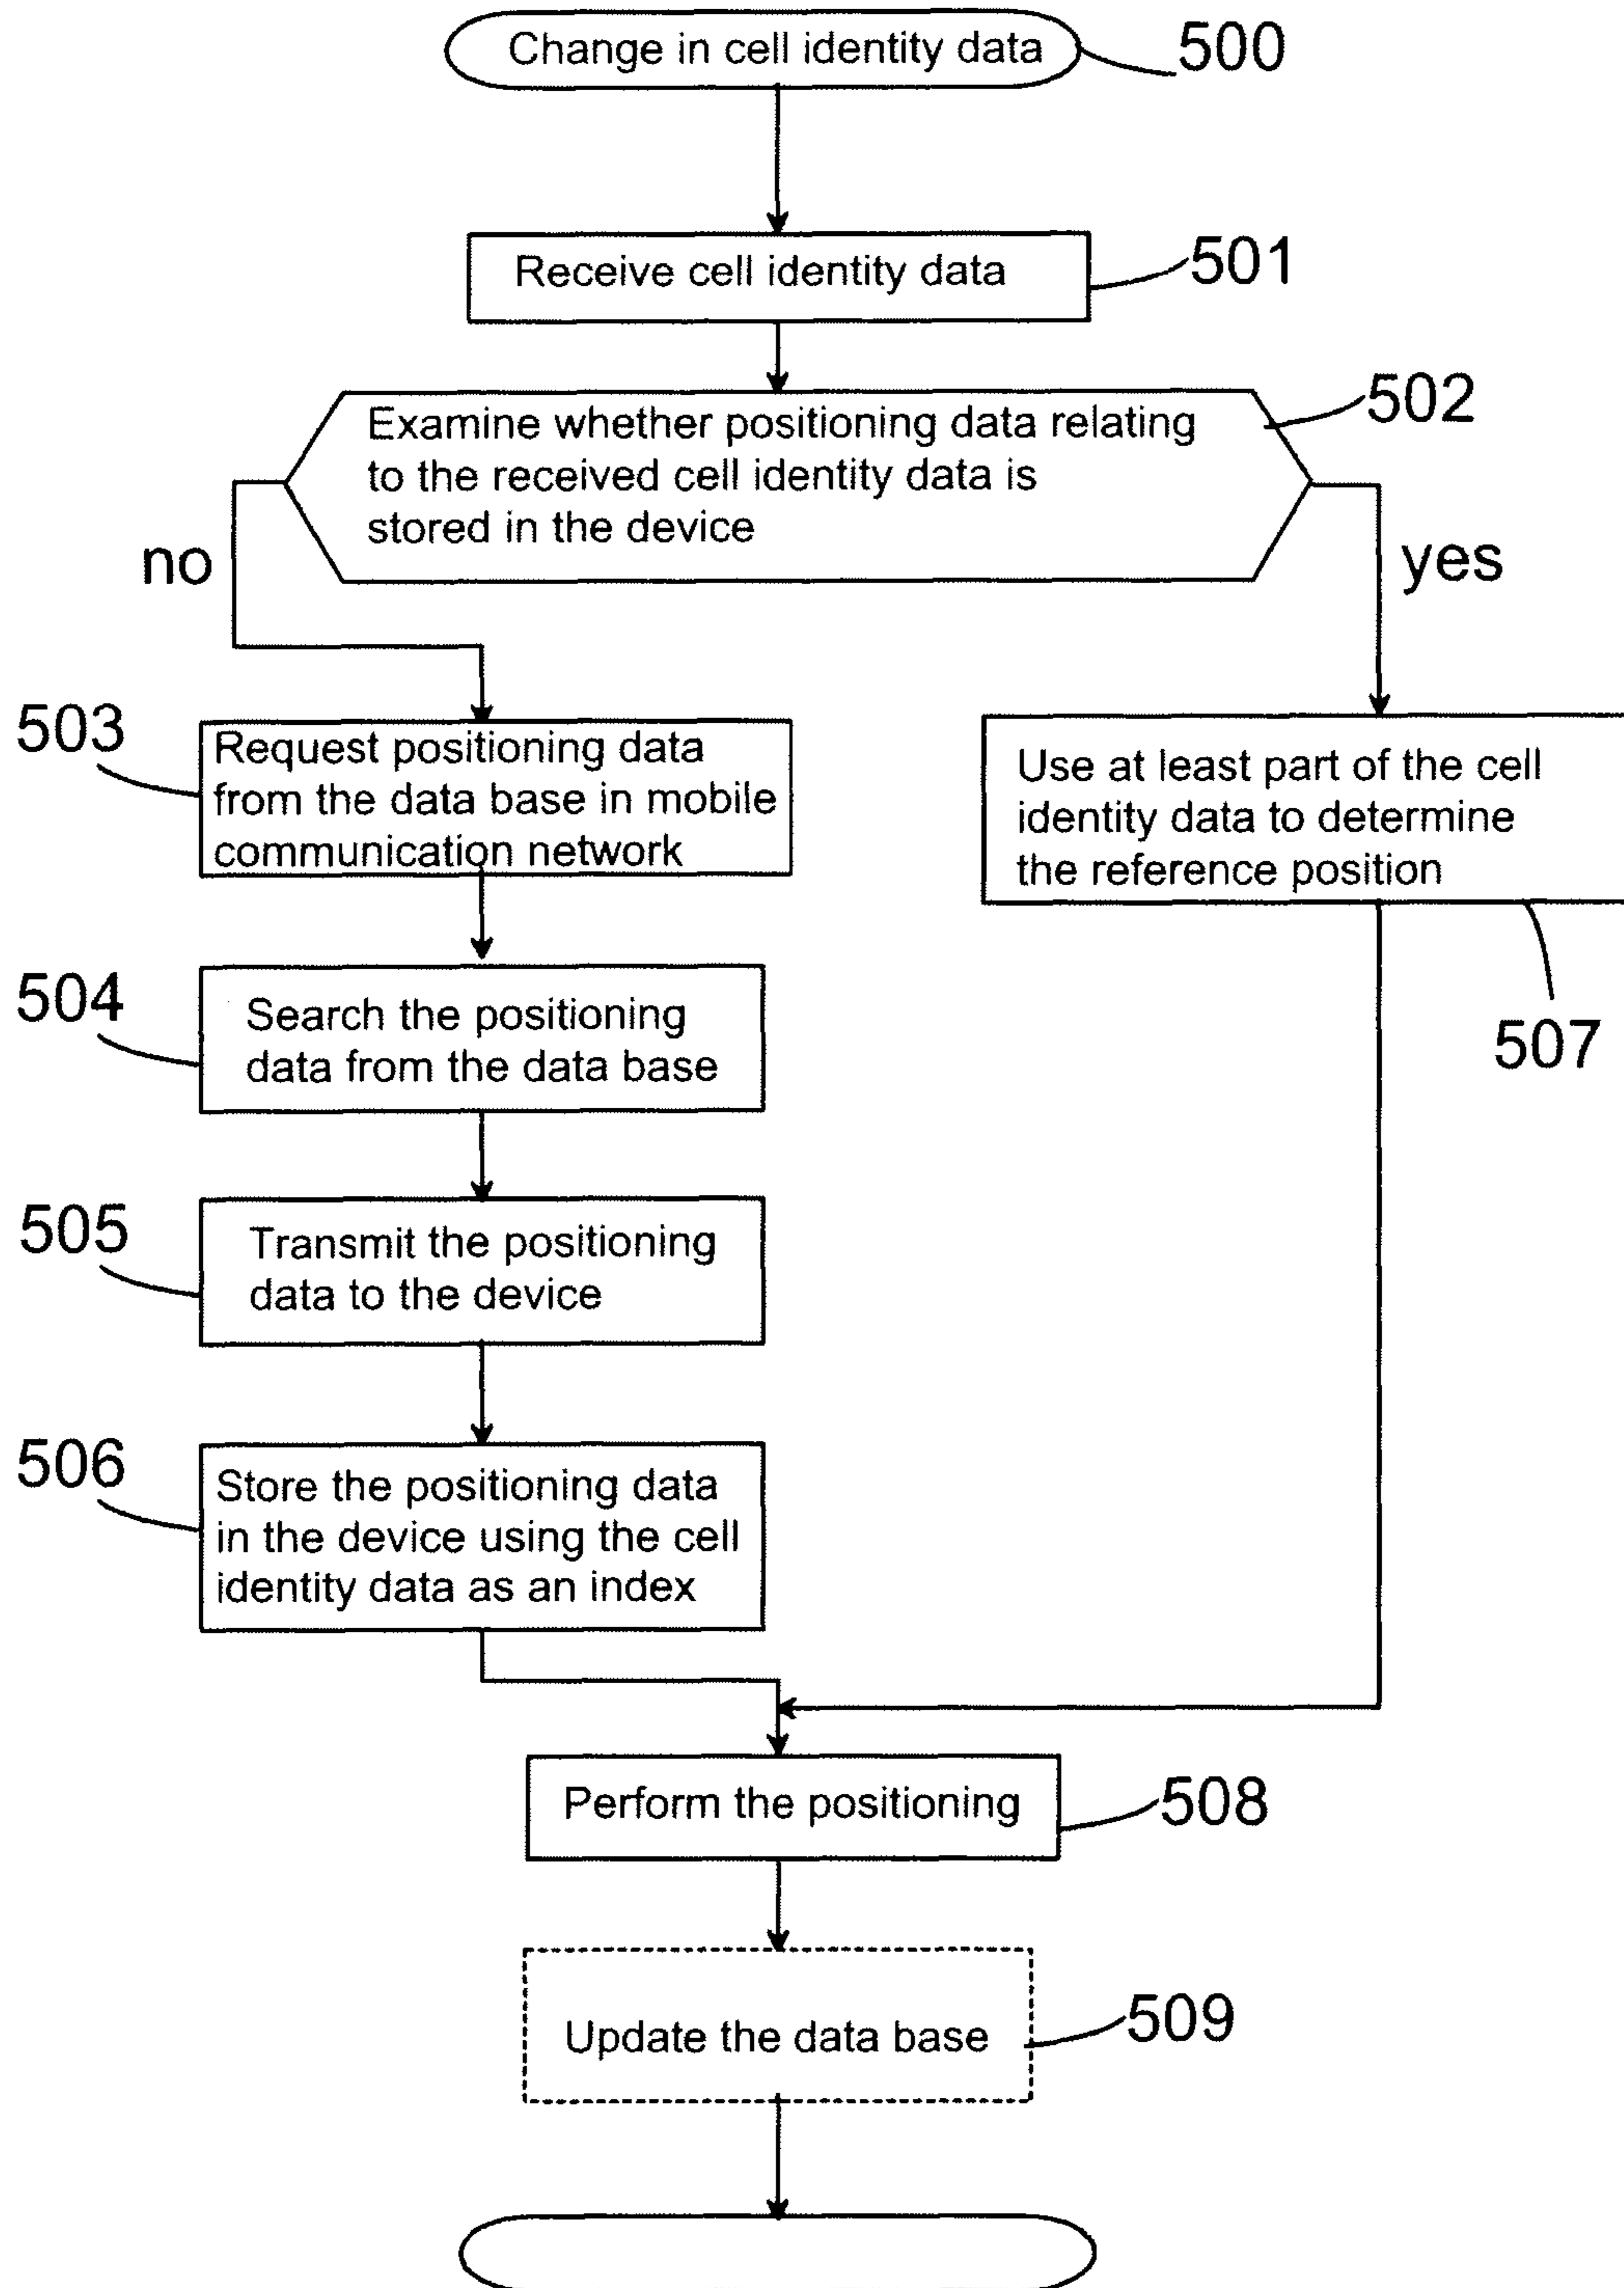 Change in cell identity data
500
Receive cell identity data
501
Examine whether positioning data relating
to the received cell identity data is
stored in the device
502
no
yes
503
Request positioning data
from the data base in mobile
communication network
Use at least part of the cell
identity data to determine
the reference position
507
504
Search the positioning
data from the data base
505
Transmit the positioning
data to the device
506
Store the positioning data
in the device using the cell
identity data as an index
Perform the positioning
508
Update the data base
509